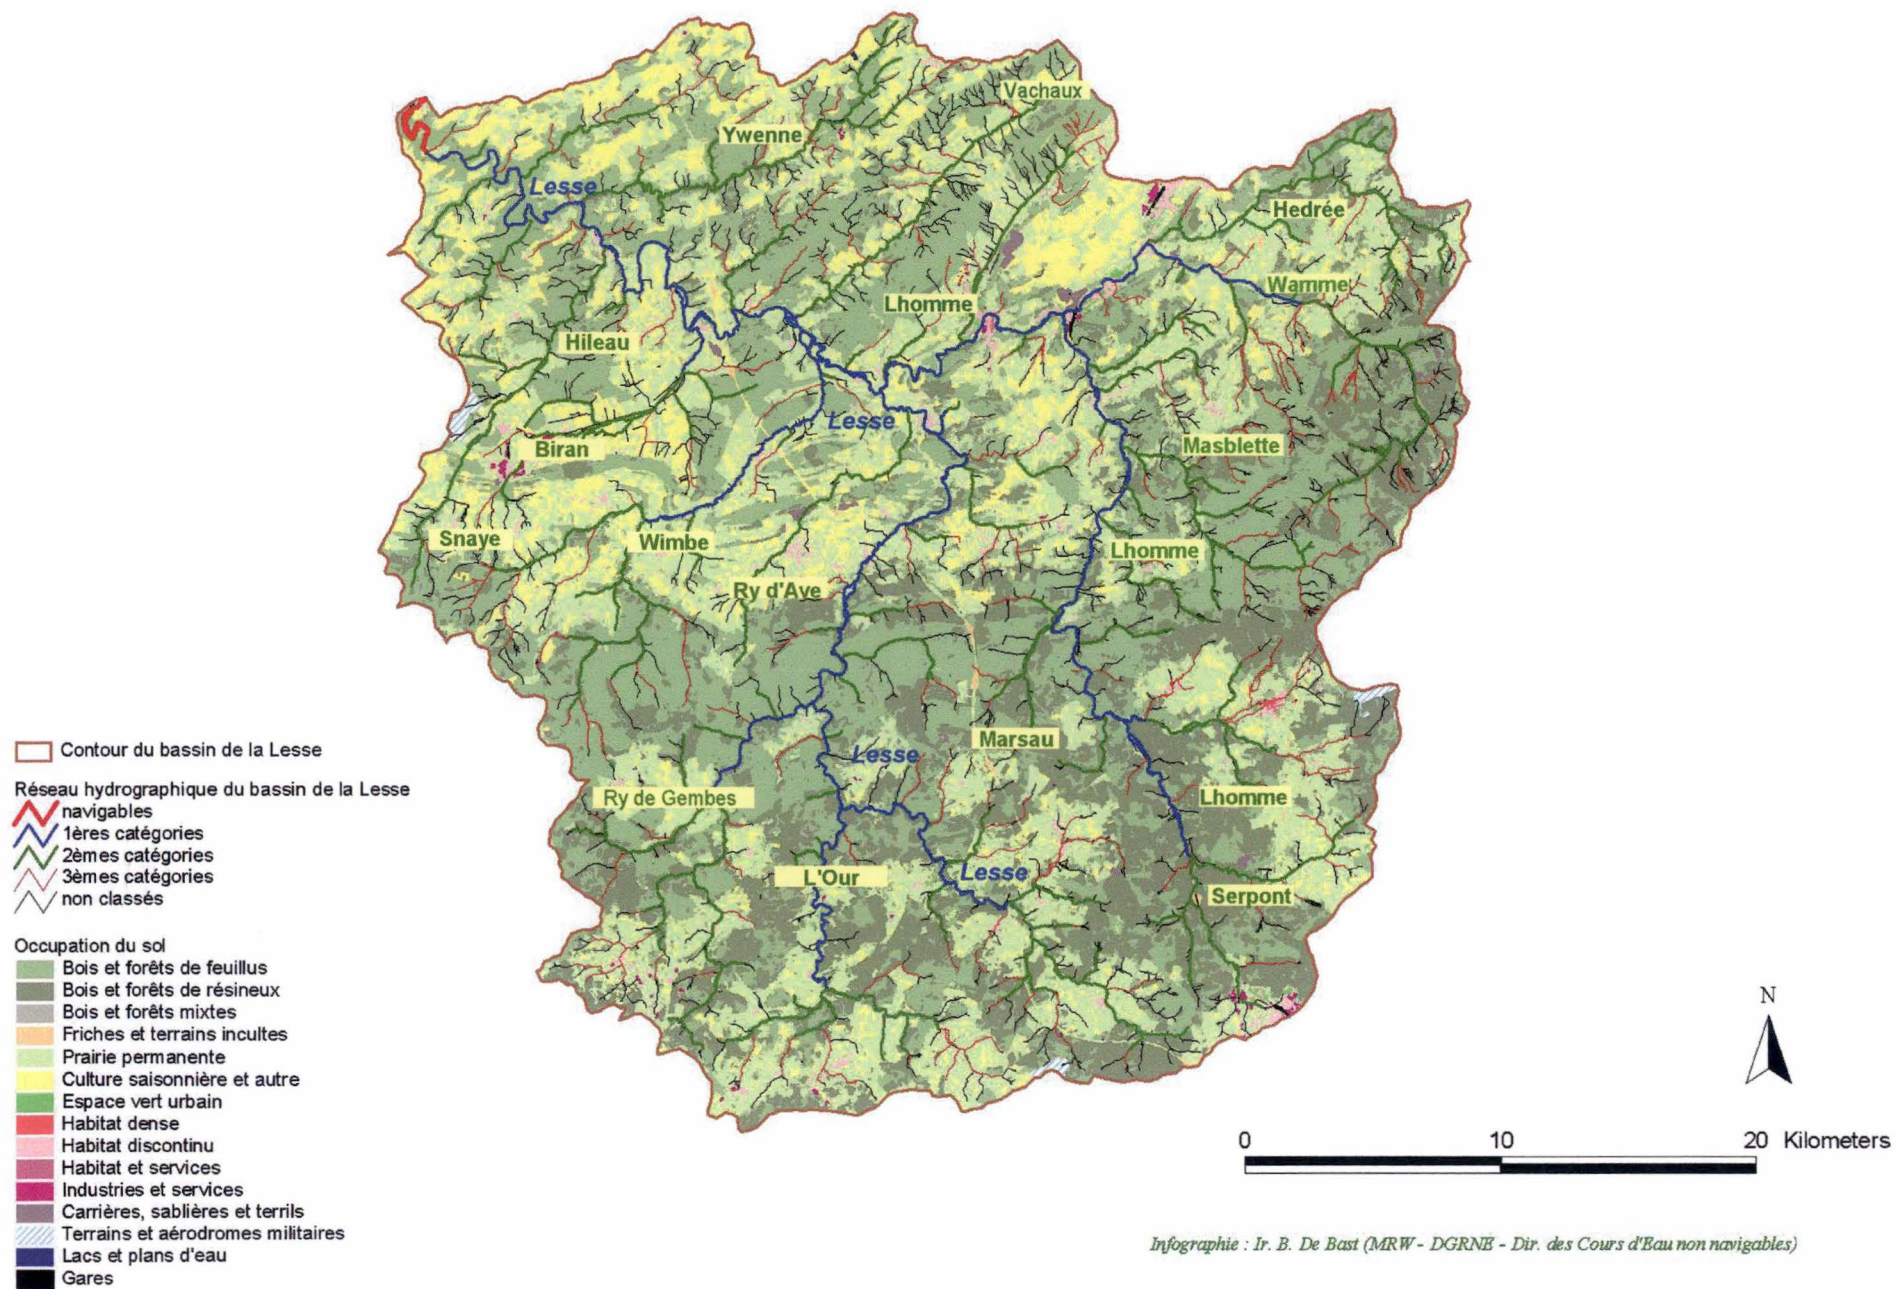 Vachaux
Ywenne
Lesse
Hedrée
Wamme
Lhomme
Hileau
Lesse
Masblette
Biran
Snaye
Wimbe
Lhomme
Ry d'Ave
Marsau
Lesse
Ry de Gembes
Lhomme
L'Our
Lesse
Serpont
Contour du bassin de la Lesse
Réseau hydrographique du bassin de la Lesse
navigables
1ères catégories
2èmes catégories
3èmes catégories
non classés
Occupation du sol
Bois et forêts de feuillus
Bois et forêts de résineux
Bois et forêts mixtes
Friches et terrains incultes
Prairie permanente
Culture saisonnière et autre
Espace vert urbain
Habitat dense
Habitat discontinu
Habitat et services
Industries et services
Carrières, sablières et terrils
Terrains et aérodromes militaires
Lacs et plans d'eau
Gares
N
0 10 20 Kilometers
Infographie : Ir. B. De Bast (MRW - DGRNE - Dir. des Cours d'Eau non navigables)